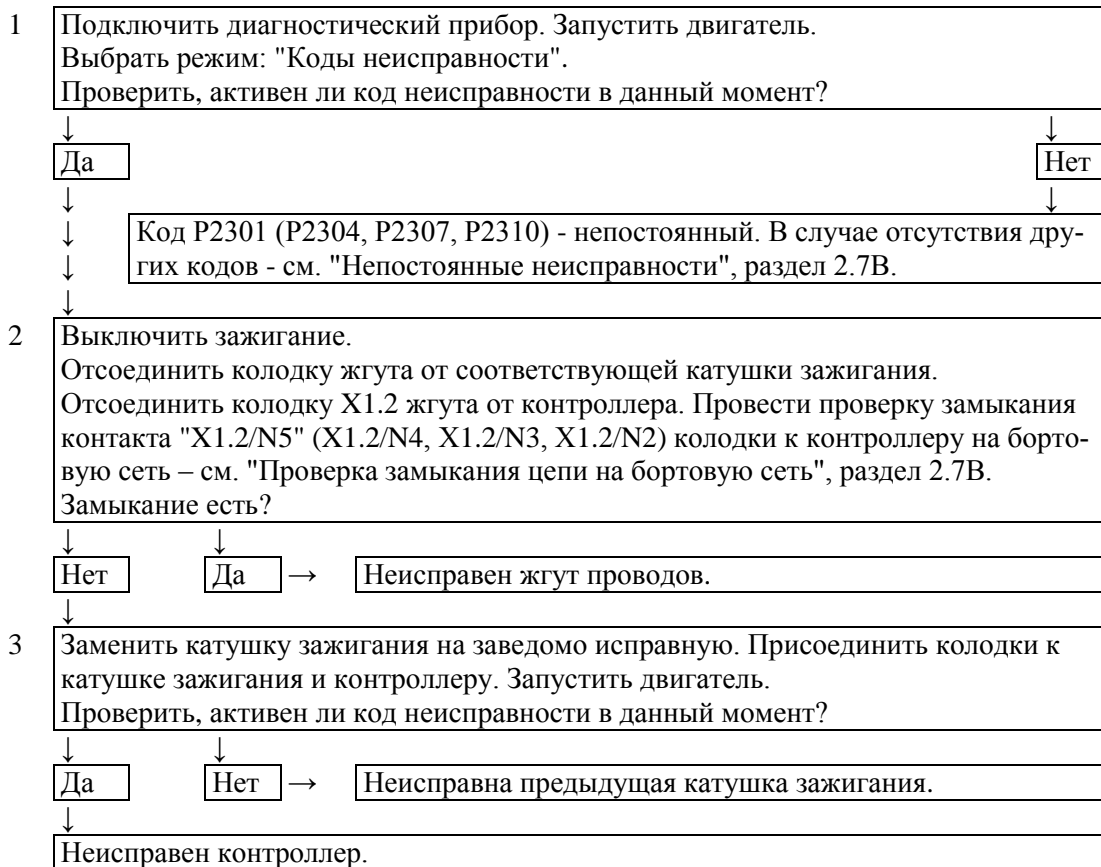 1 Подключить диагностический прибор. Запустить двигатель.
Выбрать режим: "Коды неисправности".
Проверить, активен ли код неисправности в данный момент?
↓ ↓
Да Нет
↓ ↓
↓ Код Р2301 (Р2304, Р2307, Р2310) - непостоянный. В случае отсутствия дру-
↓ гих кодов - см. "Непостоянные неисправности", раздел 2.7В.
↓
2 Выключить зажигание.
Отсоединить колодку жгута от соответствующей катушки зажигания.
Отсоединить колодку Х1.2 жгута от контроллера. Провести проверку замыкания
контакта "X1.2/N5" (X1.2/N4, X1.2/N3, X1.2/N2) колодки к контроллеру на борто-
вую сеть – см. "Проверка замыкания цепи на бортовую сеть", раздел 2.7В.
Замыкание есть?
↓ ↓
Нет Да → Неисправен жгут проводов.
↓
3 Заменить катушку зажигания на заведомо исправную. Присоединить колодки к
катушке зажигания и контроллеру. Запустить двигатель.
Проверить, активен ли код неисправности в данный момент?
↓ ↓
Да Нет → Неисправна предыдущая катушка зажигания.
↓
Неисправен контроллер.